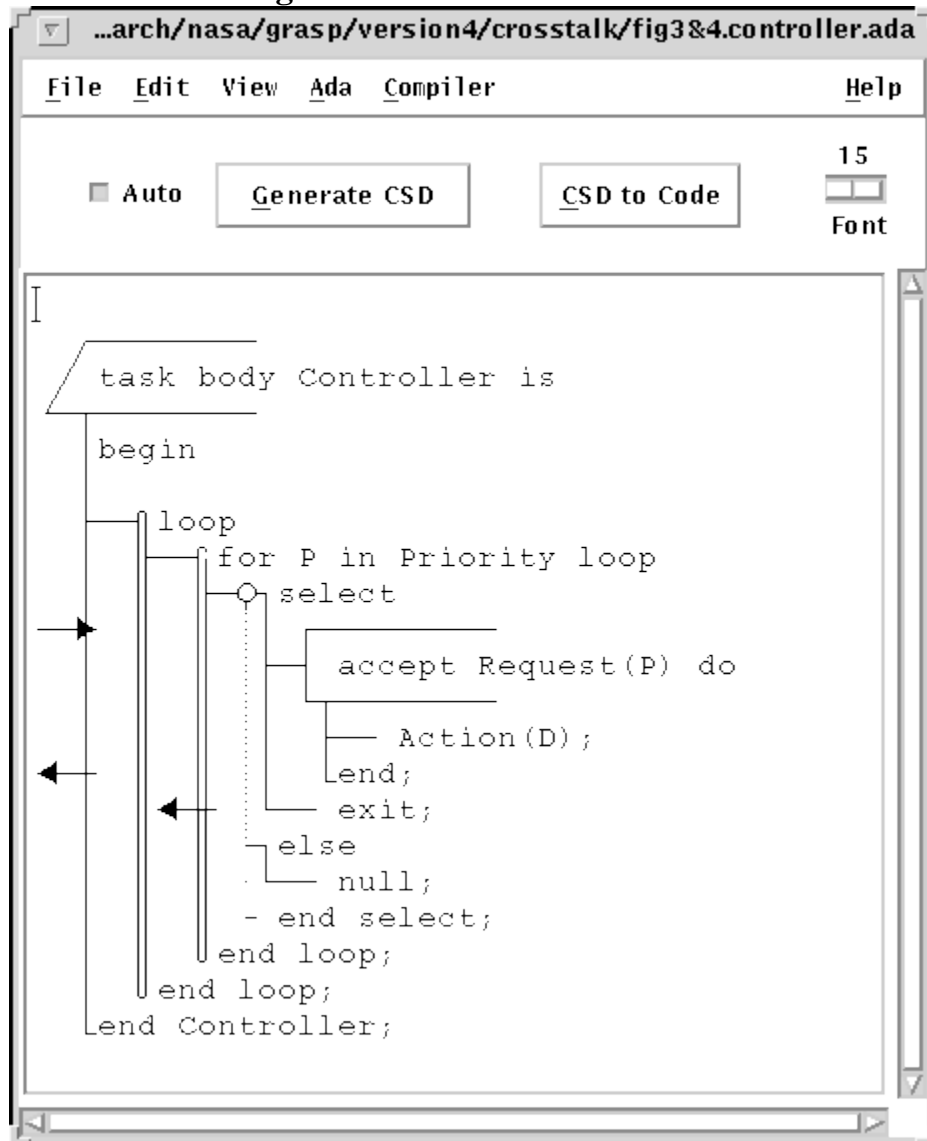 ...arch/nasa/grasp/version4/crosstalk/fig3&4.controller.ada
File Edit View Ada Compiler Help
15
Auto Generate CSD CSD to Code
Font
task body Controller is
begin
loop
for P in Priority loop
select
accept Request(P) do
Action(D);
end;
exit;
else
null;
end select;
end loop;
end loop;
end Controller;